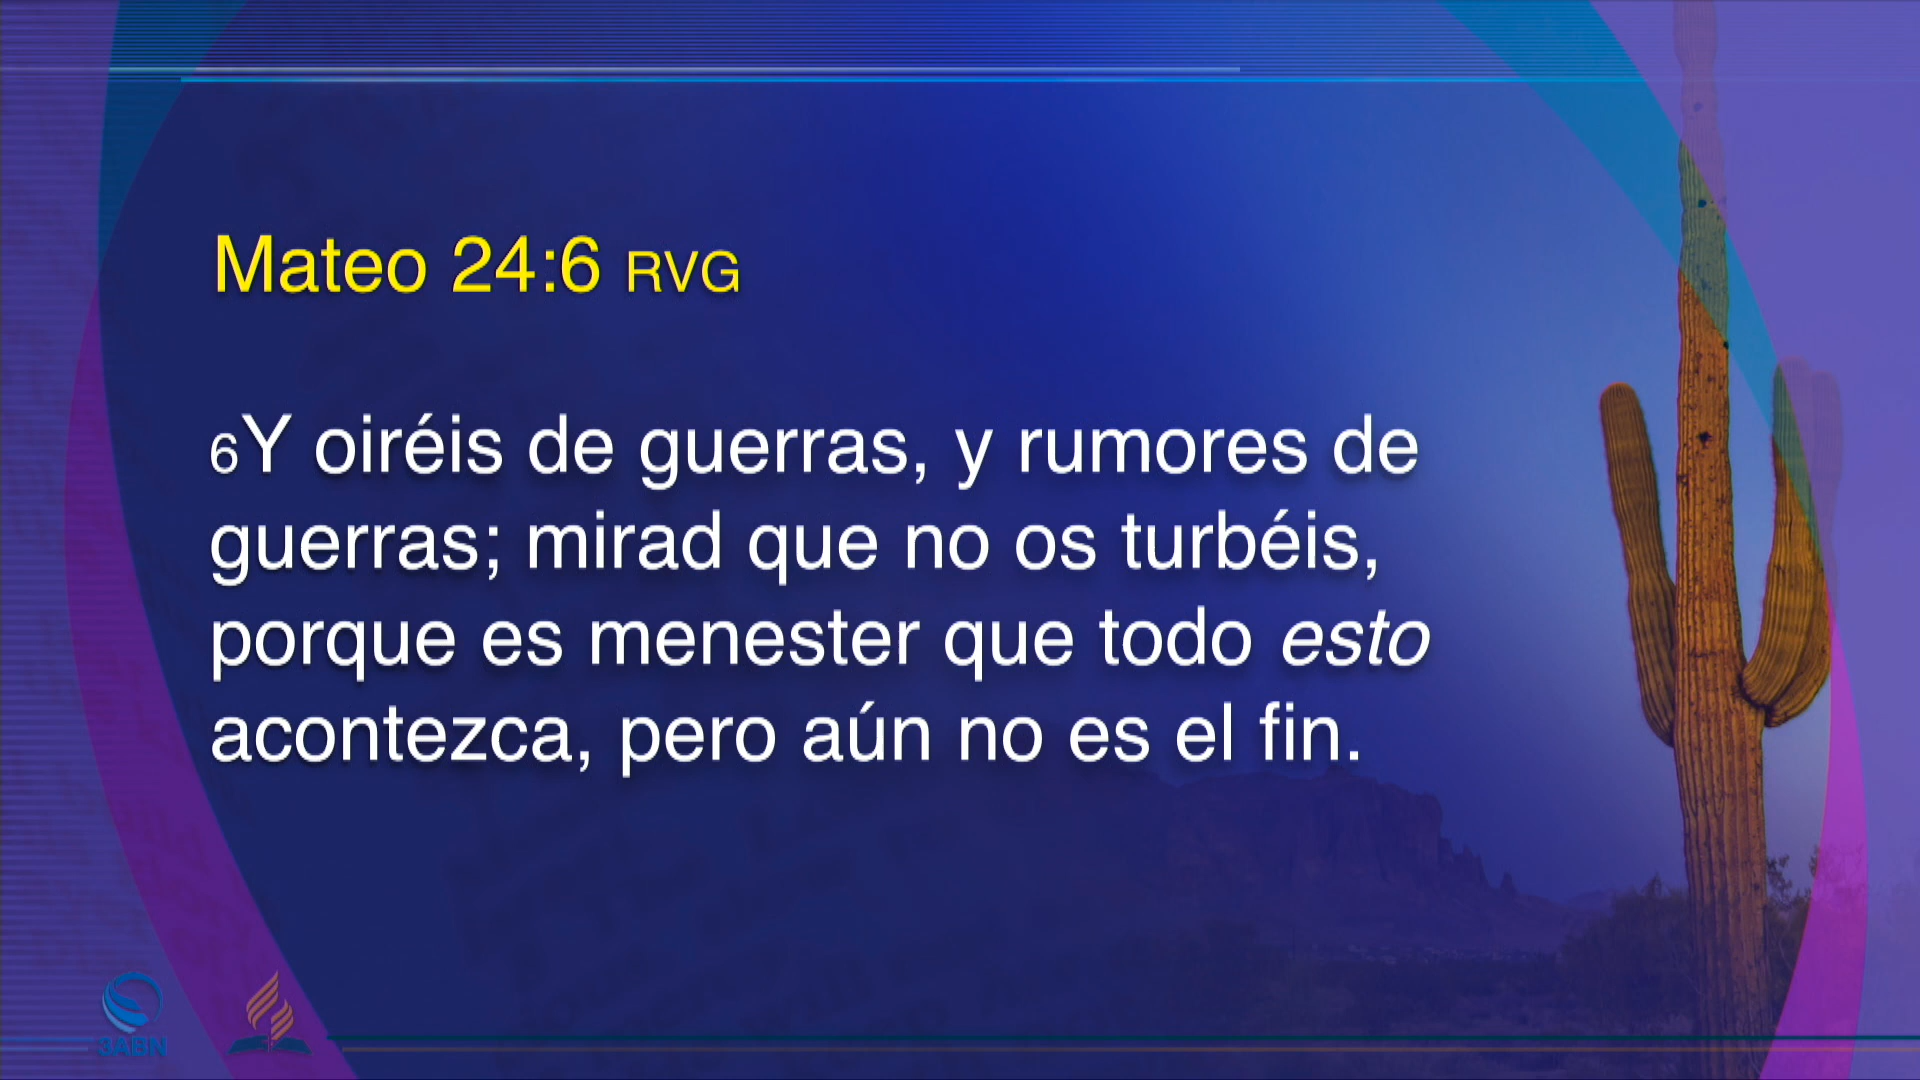 Mateo 24:6 RVG
6Y oiréis de guerras, y rumores de
guerras; mirad que no os turbéis,
porque es menester que todo esto
acontezca, pero aún no es el fin.
3ABN